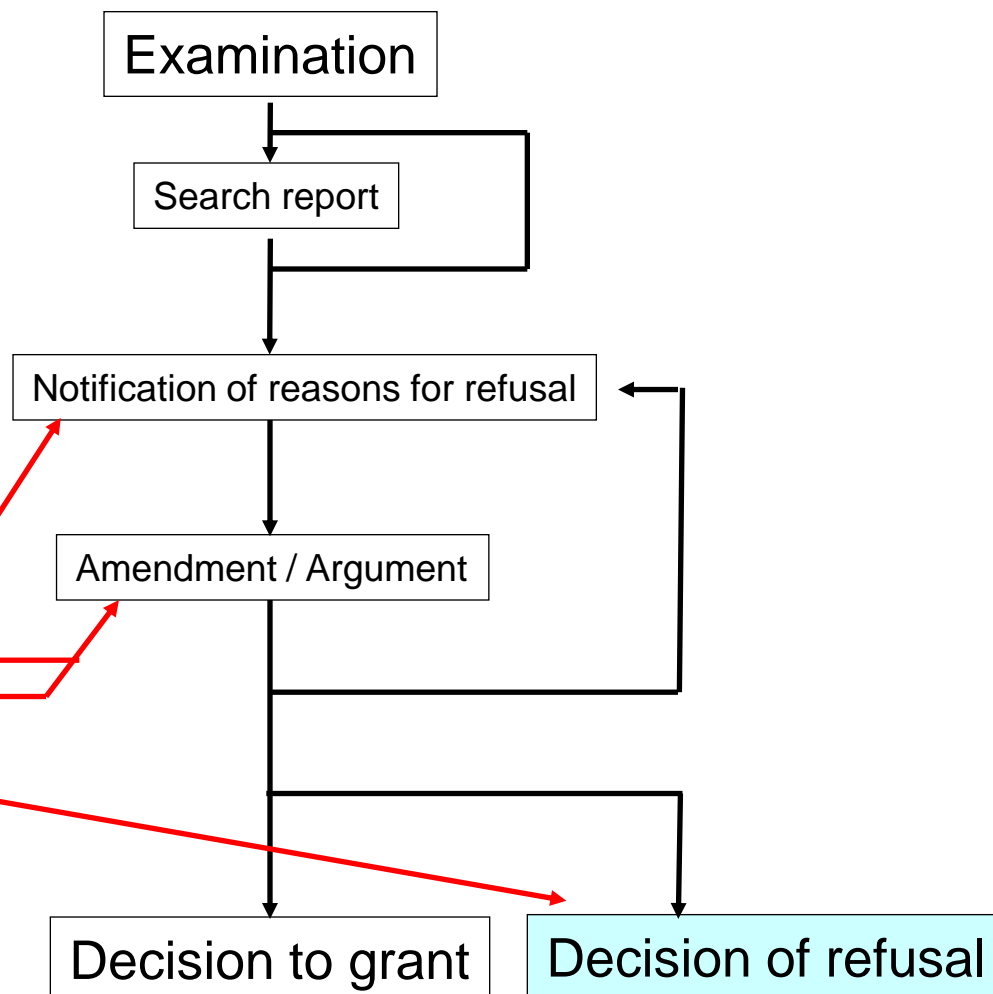 Examination
Search report
Notification of reasons for refusal
Amendment / Argument
Decision to grant
Decision of refusal